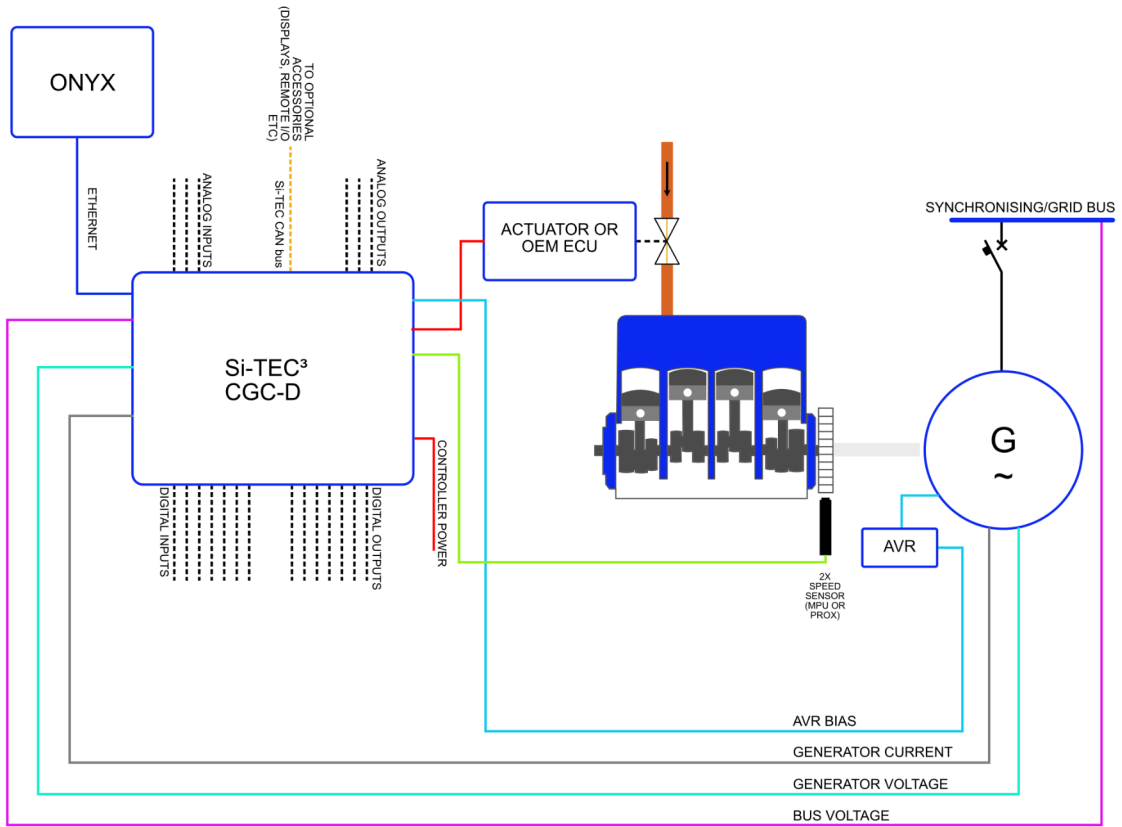 ONYX
ETHERNET
TO OPTIONAL
ACCESSORIES
(DISPLAYS, REMOTE I/O
ETC)
ANALOG INPUTS
Si-TEC CAN bus
ANALOG OUTPUTS
ACTUATOR OR
OEM ECU
SYNCHRONISING/GRID BUS
Si-TEC³
CGC-D
G
~
CONTROLLER POWER
DIGITAL INPUTS
DIGITAL OUTPUTS
AVR
2X
SPEED
SENSOR
(MPU OR
PROX)
AVR BIAS
GENERATOR CURRENT
GENERATOR VOLTAGE
BUS VOLTAGE